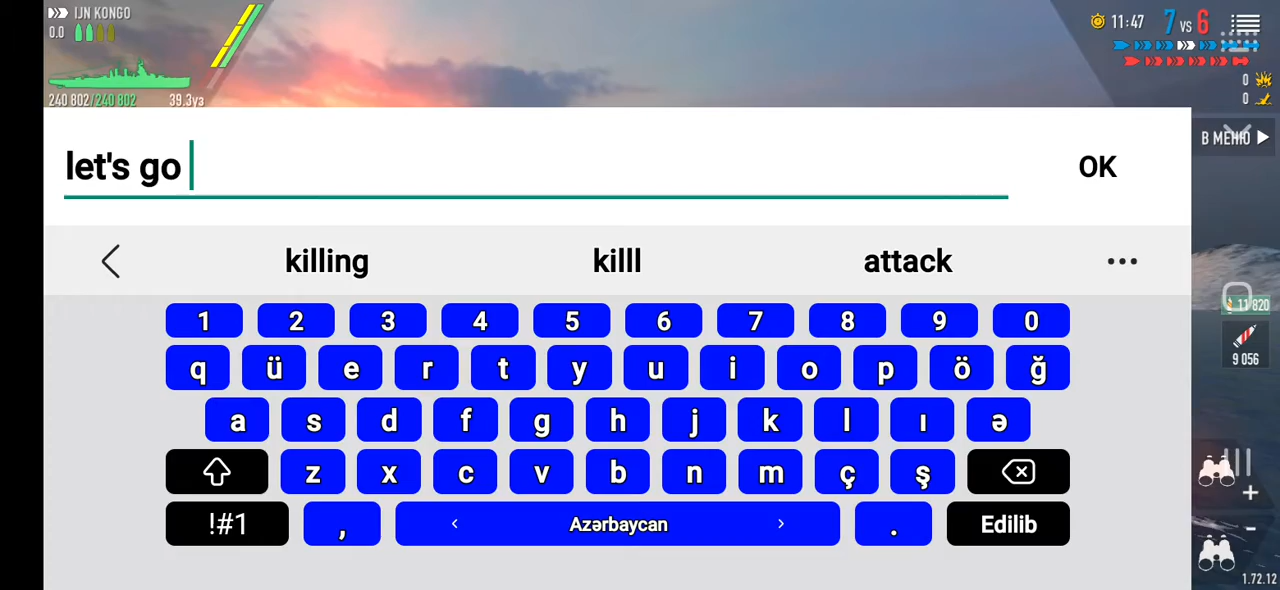 IJN KONGO
0.0
240 802/240 802 39.3уз
11:47 7 VS 6
0
0
let's go
OK
В МЕНЮ
killing killl attack
11 820
9 056
1 2 3 4 5 6 7 8 9 0
q ü e r t y u i o p ö ğ
a s d f g h j k l ı ə
z x c v b n m ç ş
!#1 , < Azərbaycan > . Edilib
+
-
1.72.12